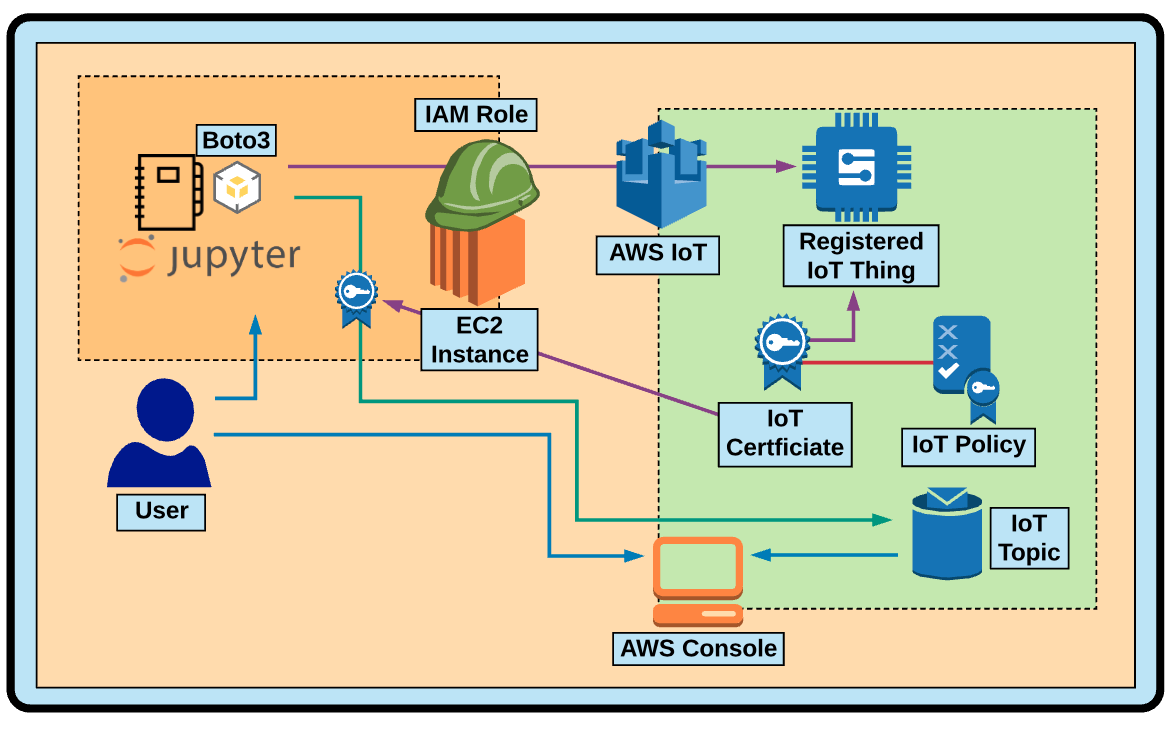 IAM Role
Boto3
jupyter
AWS IoT
Registered
IoT Thing
EC2
Instance
IoT
Certficiate
IoT Policy
User
IoT
Topic
AWS Console